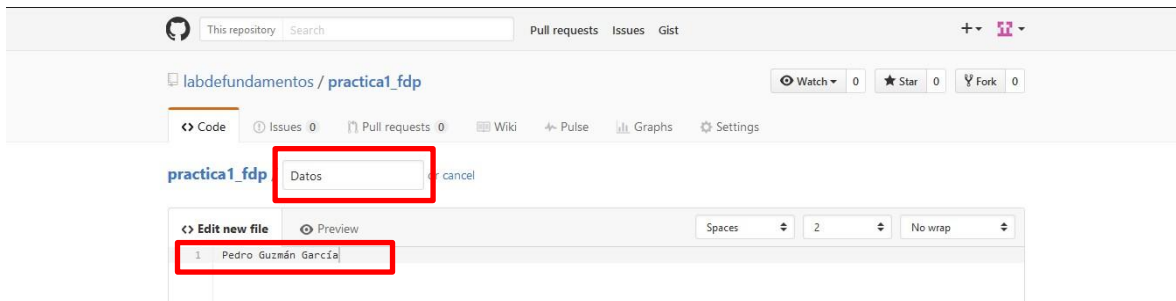 This repository Search Pull requests Issues Gist
labdefundamentos / practica1_fdp Watch 0 Star 0 Fork 0
Code Issues 0 Pull requests 0 Wiki Pulse Graphs Settings
practica1_fdp / Datos or cancel
Edit new file Preview Spaces 2 No wrap
1 Pedro Guzmán García